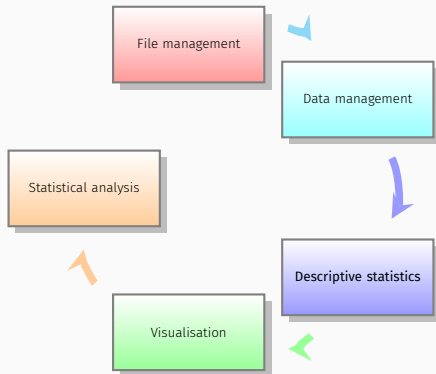 File management
Data management
Descriptive statistics
Visualisation
Statistical analysis